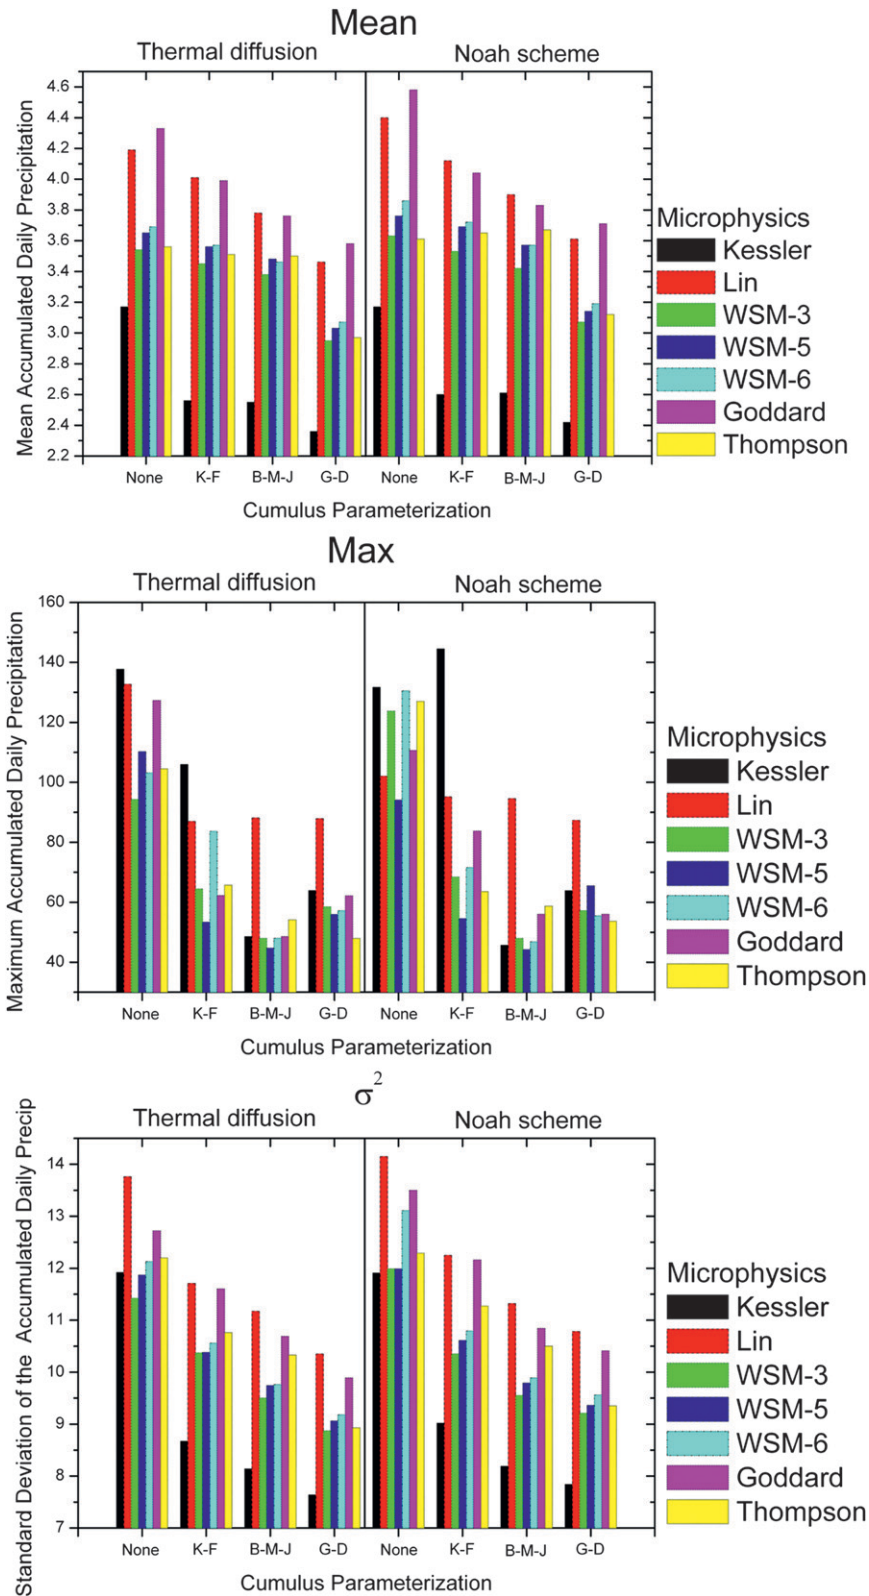 Mean
Thermal diffusion Noah scheme
Mean Accumulated Daily Precipitation
4.6
4.4
4.2
4.0
3.8
3.6
3.4
3.2
3.0
2.8
2.6
2.4
2.2
None K-F B-M-J G-D None K-F B-M-J G-D
Cumulus Parameterization
Microphysics
Kessler
Lin
WSM-3
WSM-5
WSM-6
Goddard
Thompson
Max
Thermal diffusion Noah scheme
Maximum Accumulated Daily Precipitation
160
140
120
100
80
60
40
None K-F B-M-J G-D None K-F B-M-J G-D
Cumulus Parameterization
Microphysics
Kessler
Lin
WSM-3
WSM-5
WSM-6
Goddard
Thompson
σ²
Thermal diffusion Noah scheme
Standard Deviation of the Accumulated Daily Precip
14
13
12
11
10
9
8
7
None K-F B-M-J G-D None K-F B-M-J G-D
Cumulus Parameterization
Microphysics
Kessler
Lin
WSM-3
WSM-5
WSM-6
Goddard
Thompson